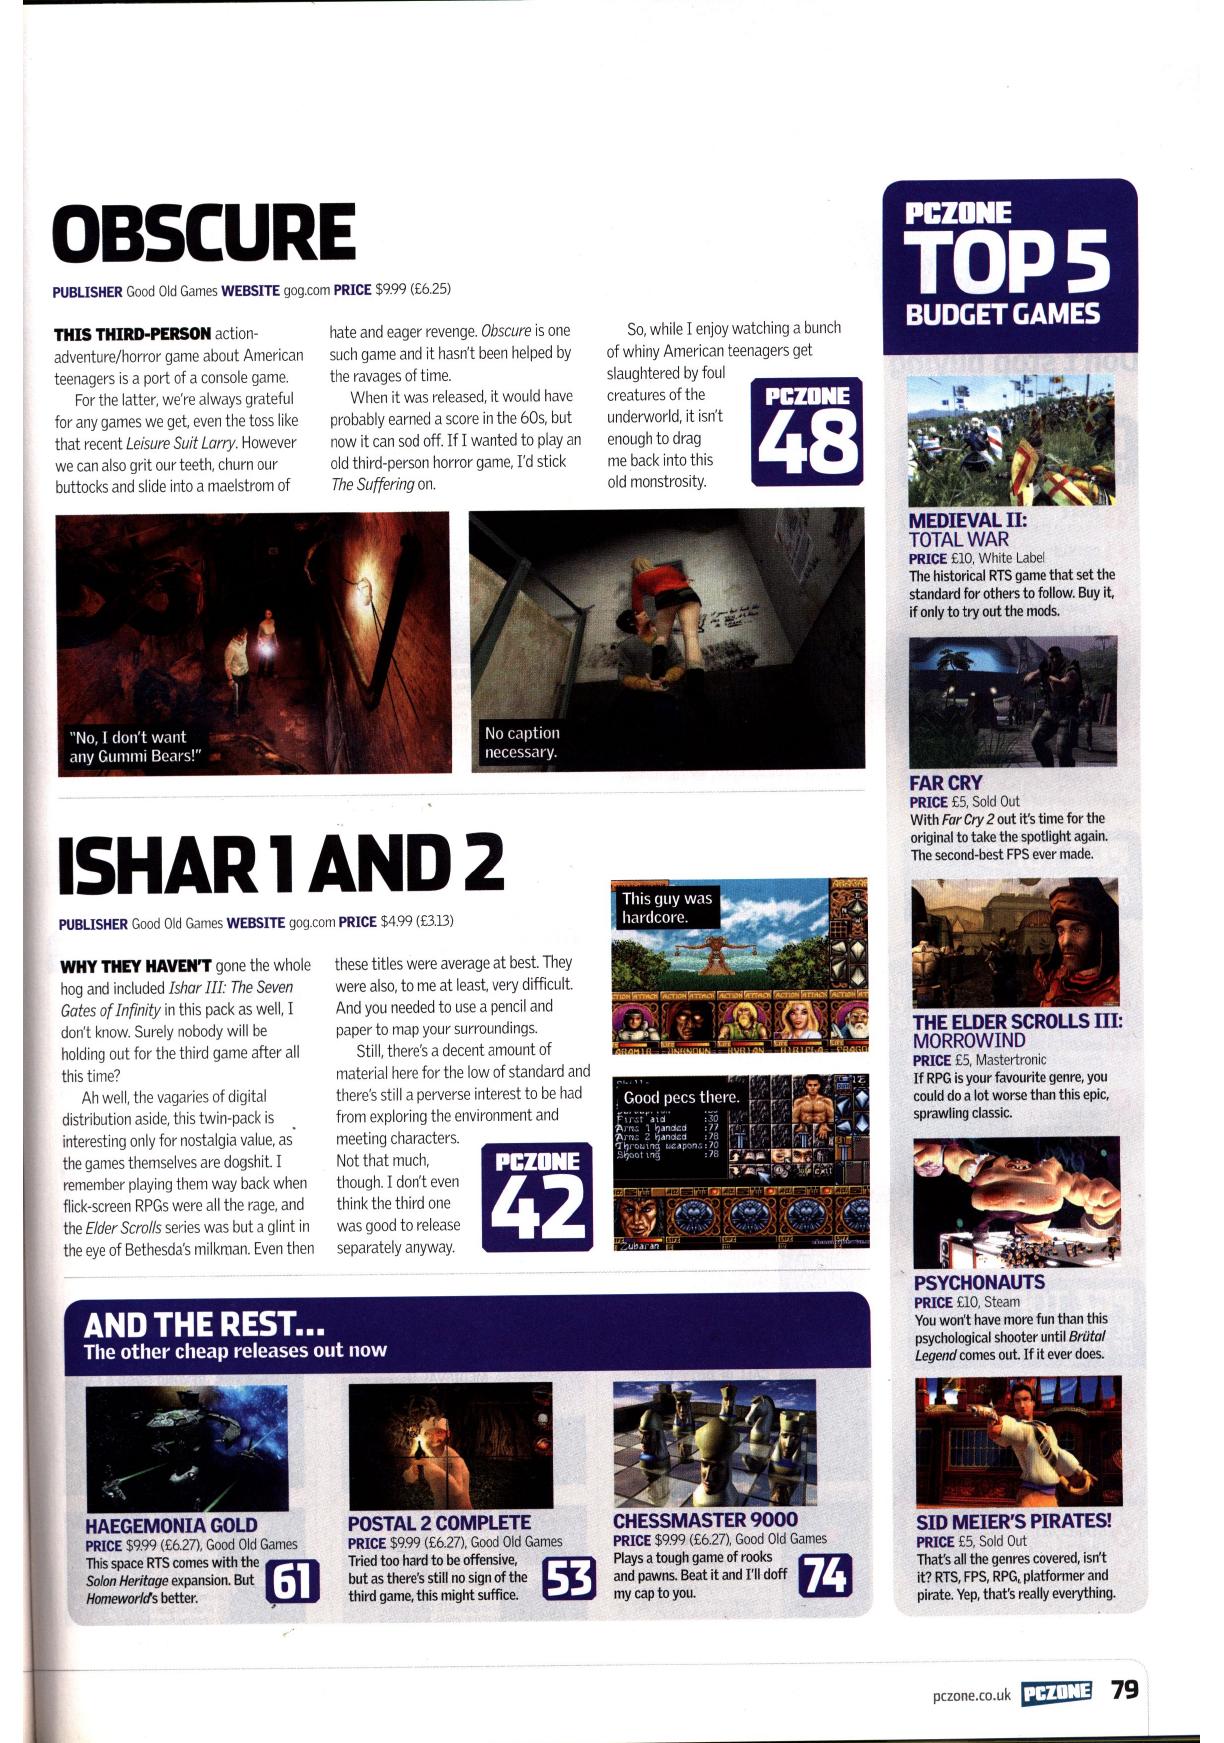 OBSCURE
PUBLISHER Good Old Games WEBSITE gog.com PRICE $9.99 (£6.25)
THIS THIRD-PERSON action-
adventure/horror game about American
teenagers is a port of a console game.
For the latter, we're always grateful
for any games we get, even the toss like
that recent Leisure Suit Larry. However
we can also grit our teeth, churn our
buttocks and slide into a maelstrom of
hate and eager revenge. Obscure is one
such game and it hasn't been helped by
the ravages of time.
When it was released, it would have
probably earned a score in the 60s, but
now it can sod off. If I wanted to play an
old third-person horror game, I'd stick
The Suffering on.
So, while I enjoy watching a bunch
of whiny American teenagers get
slaughtered by foul
creatures of the
underworld, it isn't
enough to drag
me back into this
old monstrosity.
PCZONE
48
"No, I don't want
any Gummi Bears!"
No caption
necessary.
ISHAR 1 AND 2
PUBLISHER Good Old Games WEBSITE gog.com PRICE $4.99 (£3.13)
WHY THEY HAVEN'T gone the whole
hog and included Ishar III: The Seven
Gates of Infinity in this pack as well, I
don't know. Surely nobody will be
holding out for the third game after all
this time?
Ah well, the vagaries of digital
distribution aside, this twin-pack is
interesting only for nostalgia value, as
the games themselves are dogshit. I
remember playing them way back when
flick-screen RPGs were all the rage, and
the Elder Scrolls series was but a glint in
the eye of Bethesda's milkman. Even then
these titles were average at best. They
were also, to me at least, very difficult.
And you needed to use a pencil and
paper to map your surroundings.
Still, there's a decent amount of
material here for the low of standard and
there's still a perverse interest to be had
from exploring the environment and
meeting characters.
Not that much,
though. I don't even
think the third one
was good to release
separately anyway.
PCZONE
42
This guy was
hardcore.
ACTION ATTACK ACTION ATTACK ACTION ATTACK ACTION ATTACK
Good pecs there.
First aid :30
Arms 1 handed :77
Arms 2 handed :78
Throwing weapons:70
Shooting :78
EXIT
Zubaran
AND THE REST...
The other cheap releases out now
HAEGEMONIA GOLD
PRICE $9.99 (£6.27), Good Old Games
This space RTS comes with the
Solon Heritage expansion. But
Homeworld's better.
61
POSTAL 2 COMPLETE
PRICE $9.99 (£6.27), Good Old Games
Tried too hard to be offensive,
but as there's still no sign of the
third game, this might suffice.
53
CHESSMASTER 9000
PRICE $9.99 (£6.27), Good Old Games
Plays a tough game of rooks
and pawns. Beat it and I'll doff
my cap to you.
74
PCZONE
TOP 5
BUDGET GAMES
MEDIEVAL II:
TOTAL WAR
PRICE £10, White Label
The historical RTS game that set the
standard for others to follow. Buy it,
if only to try out the mods.
FAR CRY
PRICE £5, Sold Out
With Far Cry 2 out it's time for the
original to take the spotlight again.
The second-best FPS ever made.
THE ELDER SCROLLS III:
MORROWIND
PRICE £5, Mastertronic
If RPG is your favourite genre, you
could do a lot worse than this epic,
sprawling classic.
PSYCHONAUTS
PRICE £10, Steam
You won't have more fun than this
psychological shooter until Brütal
Legend comes out. If it ever does.
SID MEIER'S PIRATES!
PRICE £5, Sold Out
That's all the genres covered, isn't
it? RTS, FPS, RPG, platformer and
pirate. Yep, that's really everything.
pczone.co.uk PCZONE 79